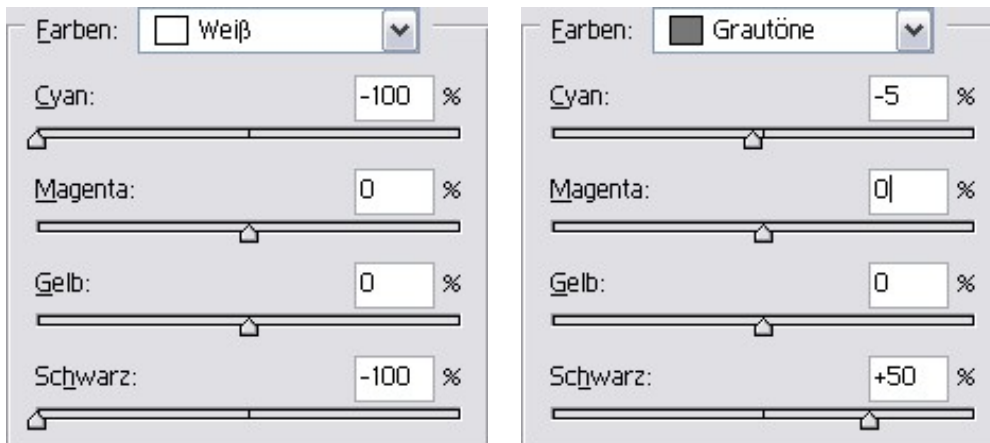 Farben: Weiß
Cyan: -100 %
Magenta: 0 %
Gelb: 0 %
Schwarz: -100 %
Farben: Grautöne
Cyan: -5 %
Magenta: 0 %
Gelb: 0 %
Schwarz: +50 %